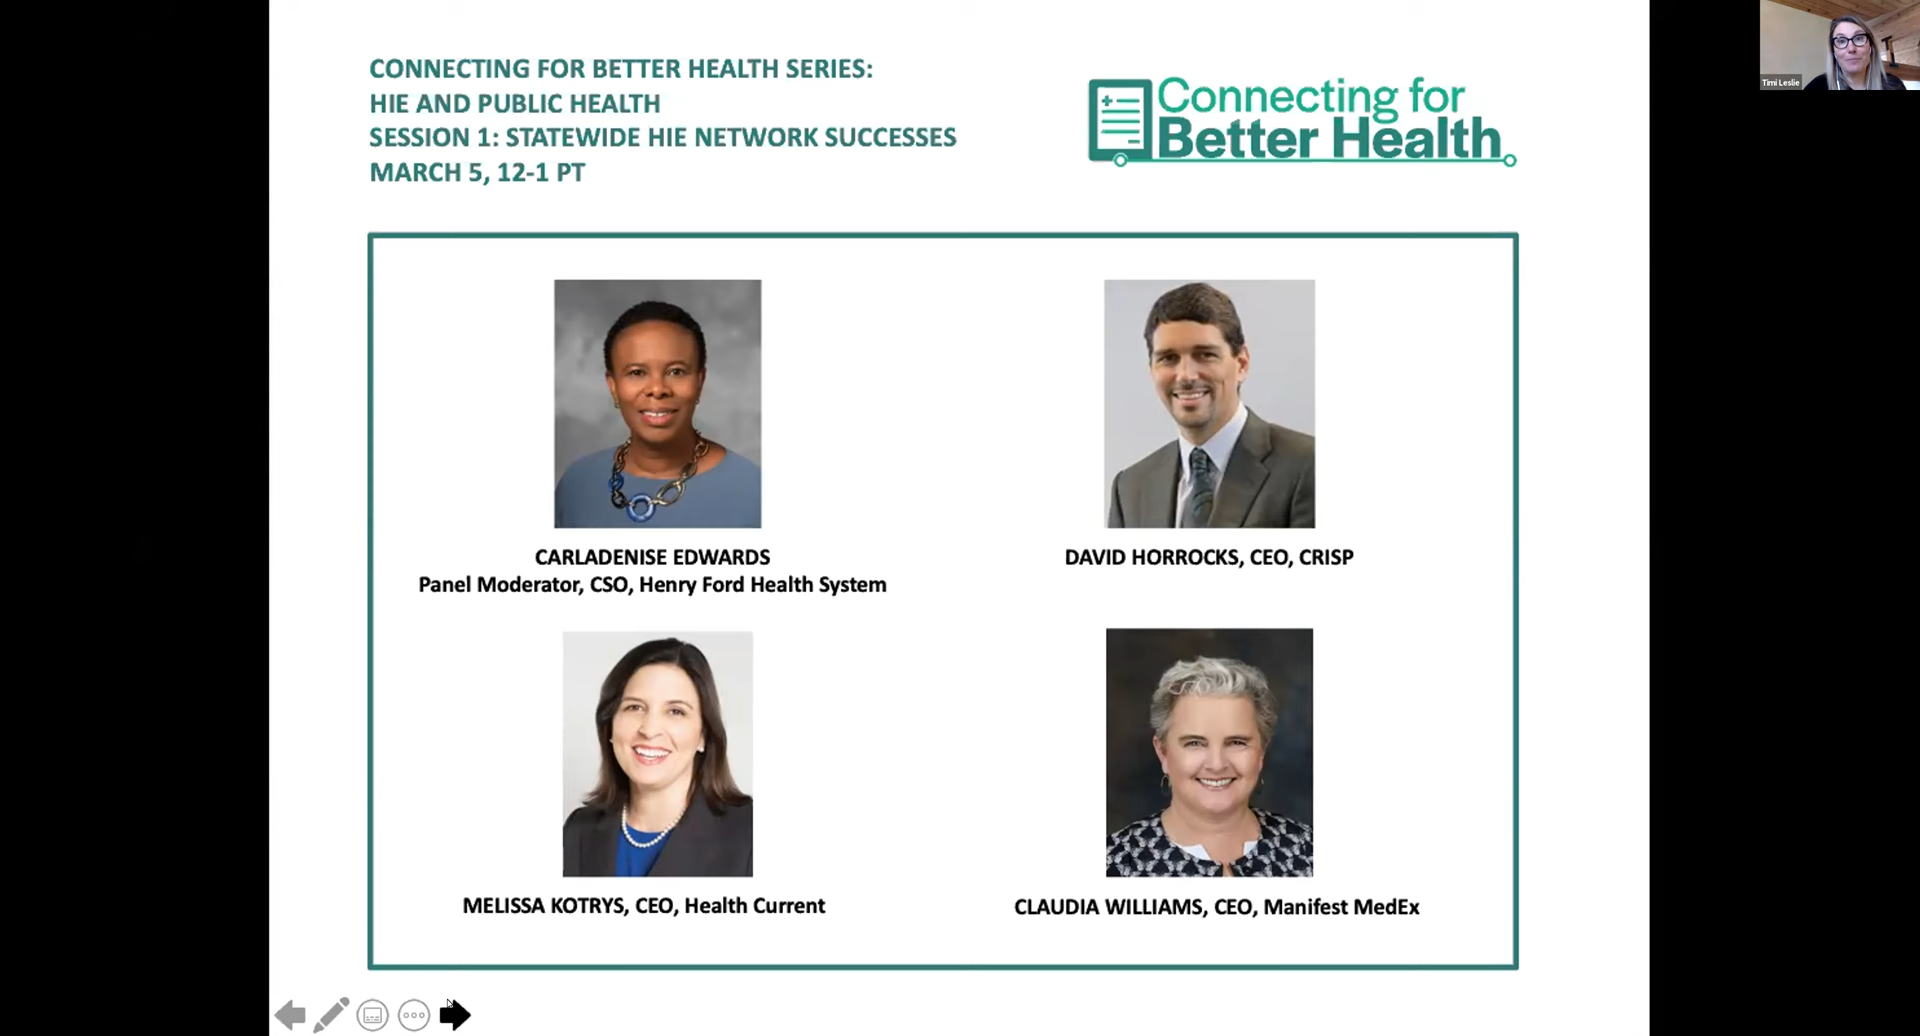 CONNECTING FOR BETTER HEALTH SERIES:
HIE AND PUBLIC HEALTH
SESSION 1: STATEWIDE HIE NETWORK SUCCESSES
MARCH 5, 12-1 PT
Connecting for
Better Health
Timi Leslie
CARLADENISE EDWARDS
Panel Moderator, CSO, Henry Ford Health System
DAVID HORROCKS, CEO, CRISP
MELISSA KOTRYS, CEO, Health Current
CLAUDIA WILLIAMS, CEO, Manifest MedEx